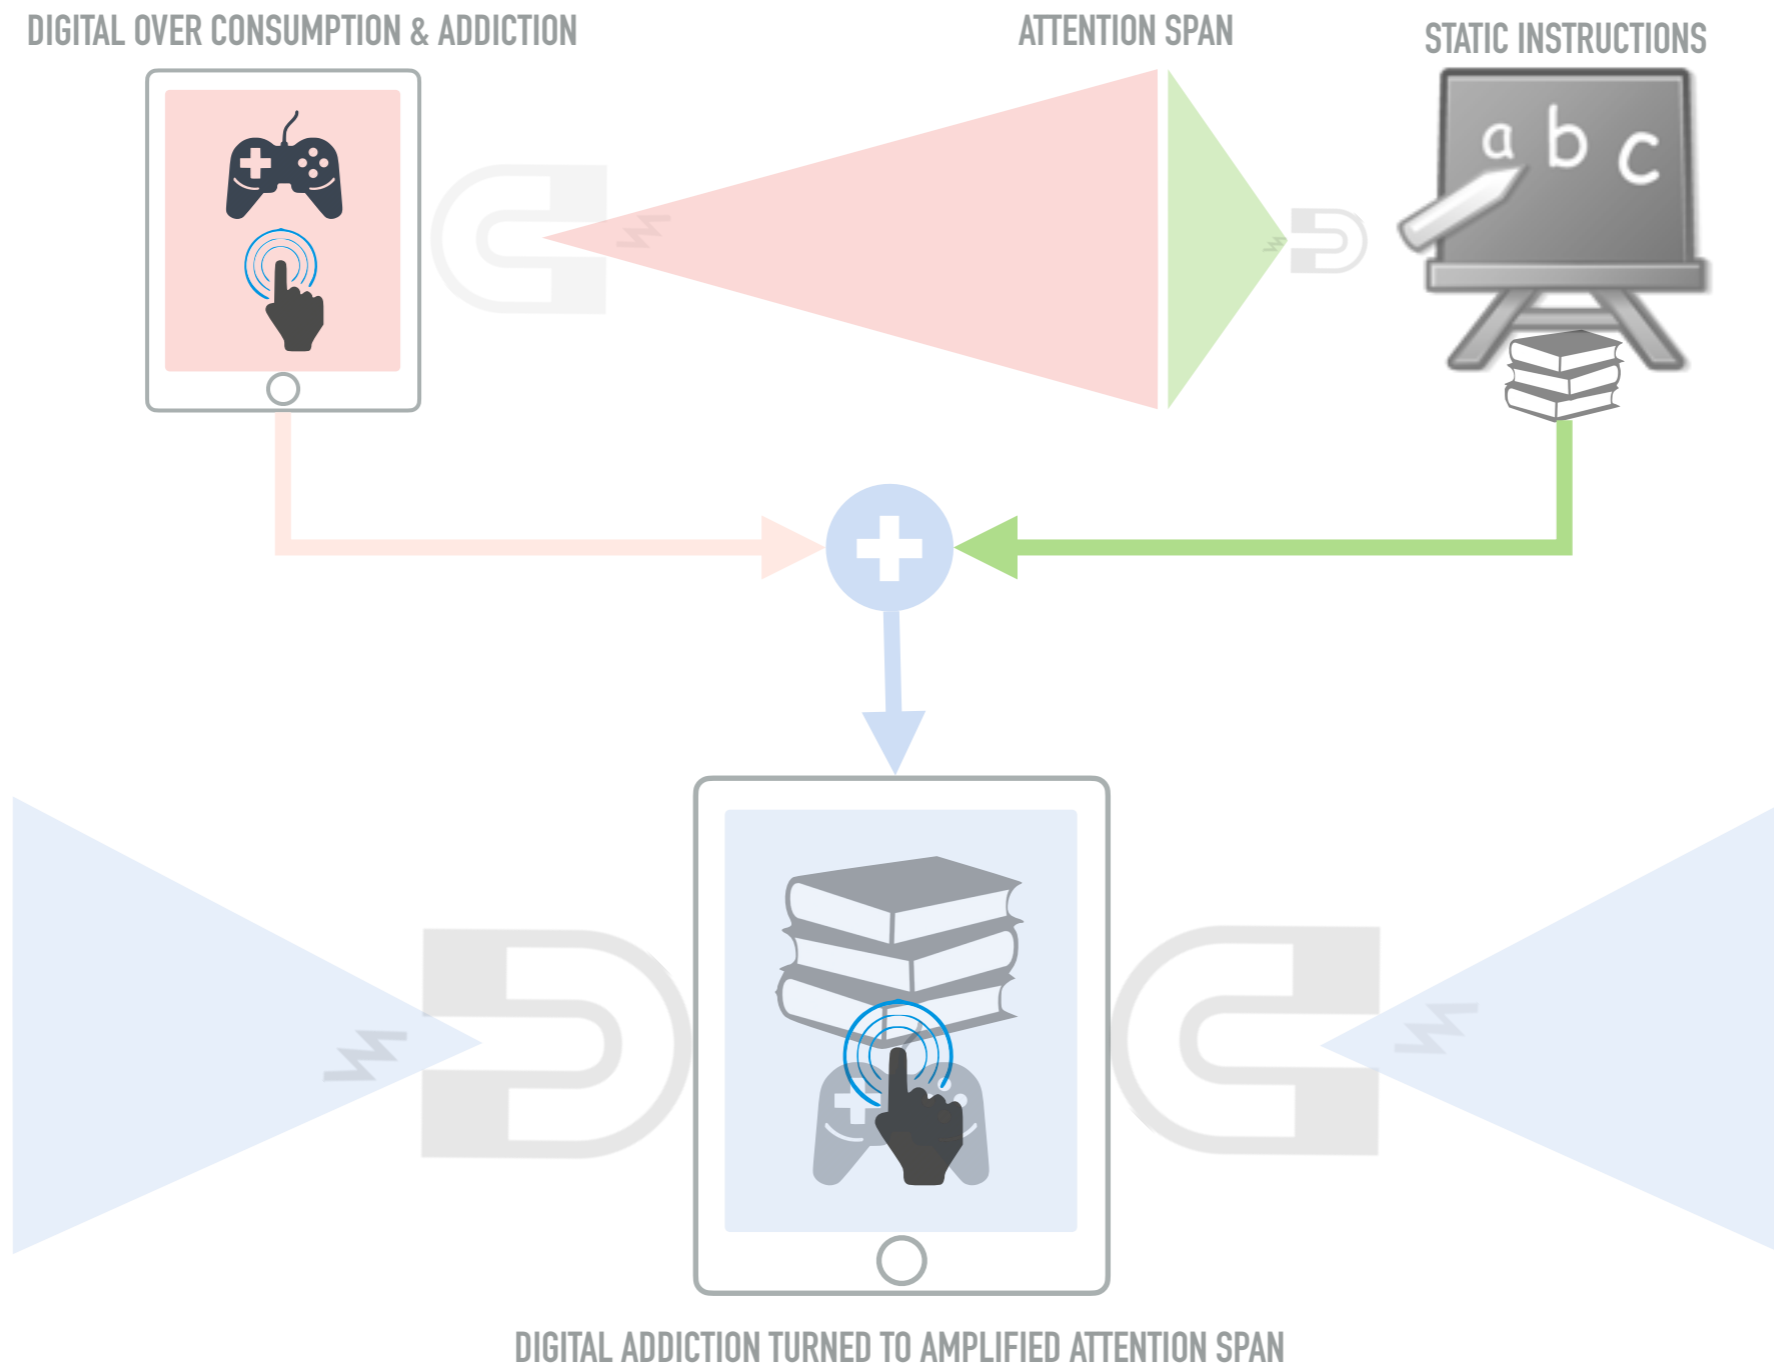 DIGITAL OVER CONSUMPTION & ADDICTION
ATTENTION SPAN
STATIC INSTRUCTIONS
a b c
DIGITAL ADDICTION TURNED TO AMPLIFIED ATTENTION SPAN